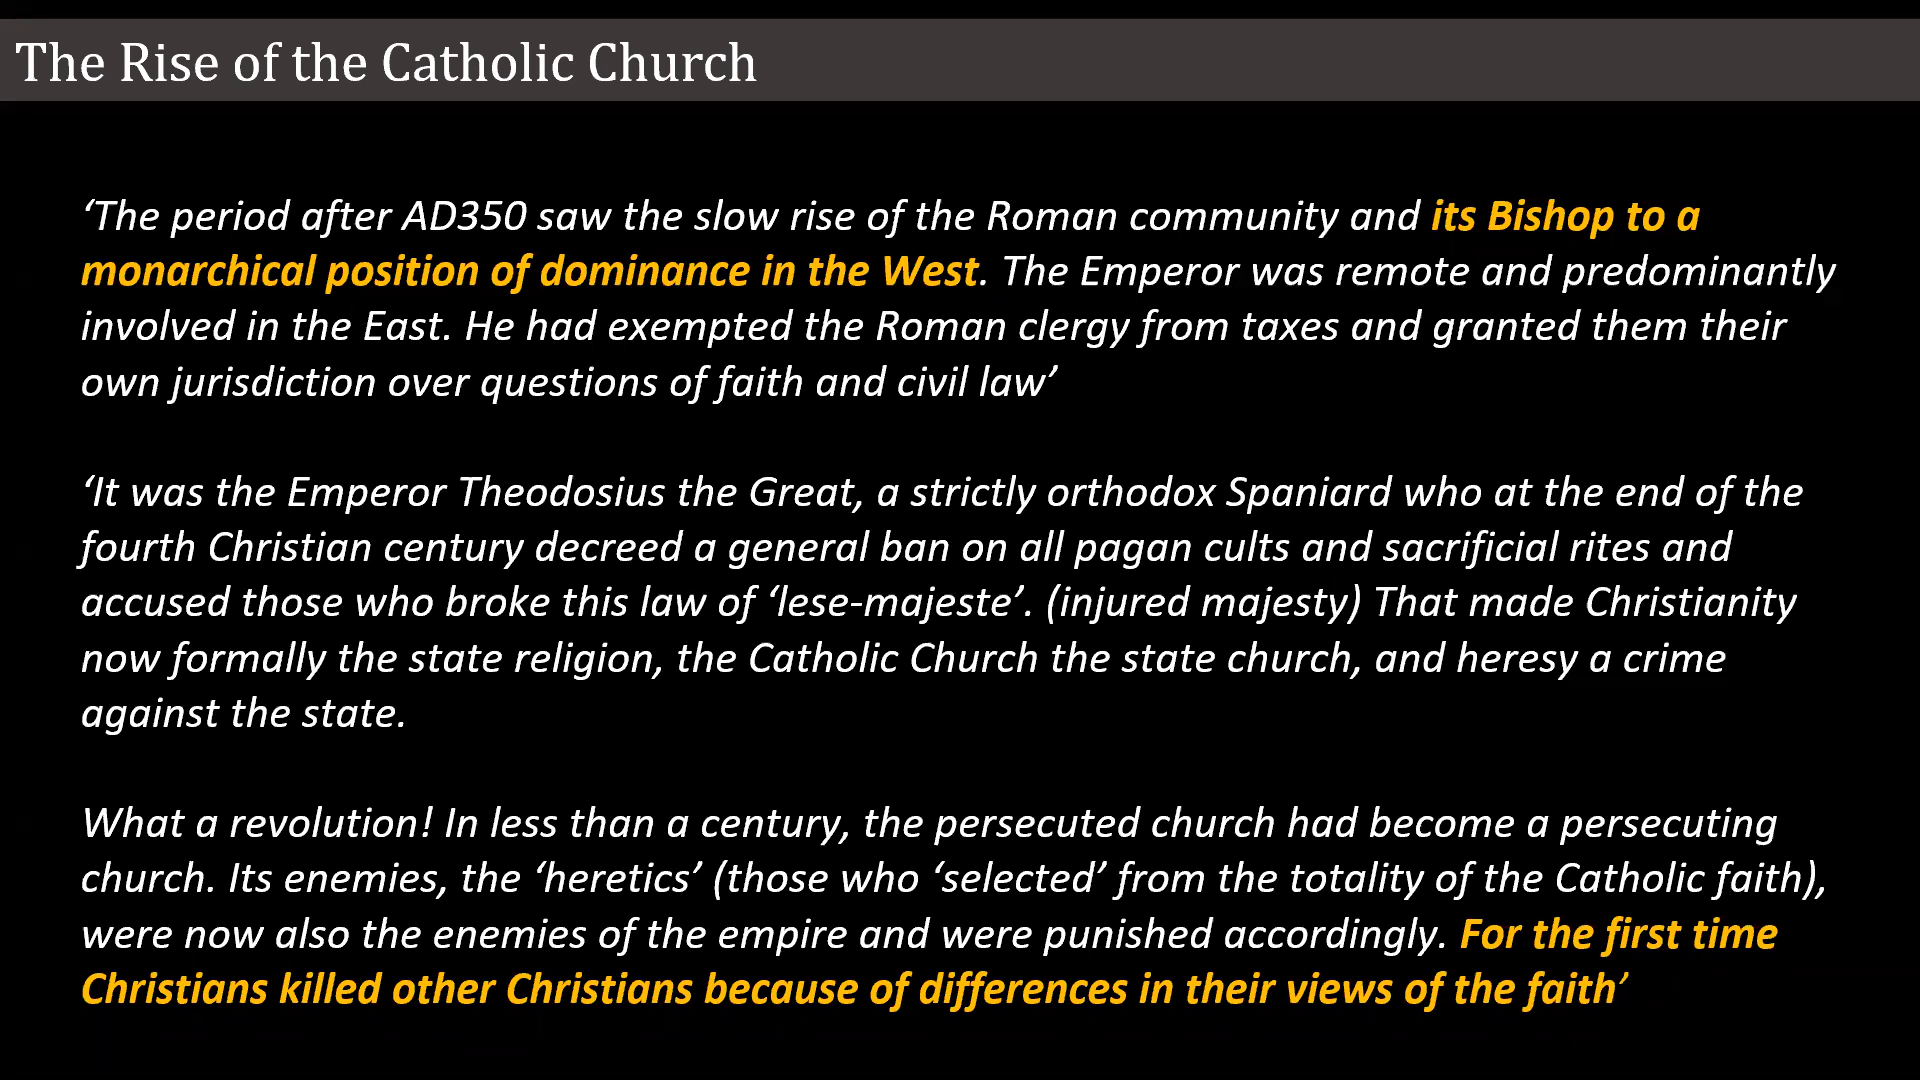 The Rise of the Catholic Church
‘The period after AD350 saw the slow rise of the Roman community and its Bishop to a
monarchical position of dominance in the West. The Emperor was remote and predominantly
involved in the East. He had exempted the Roman clergy from taxes and granted them their
own jurisdiction over questions of faith and civil law’
‘It was the Emperor Theodosius the Great, a strictly orthodox Spaniard who at the end of the
fourth Christian century decreed a general ban on all pagan cults and sacrificial rites and
accused those who broke this law of ‘lese-majeste’. (injured majesty) That made Christianity
now formally the state religion, the Catholic Church the state church, and heresy a crime
against the state.
What a revolution! In less than a century, the persecuted church had become a persecuting
church. Its enemies, the ‘heretics’ (those who ‘selected’ from the totality of the Catholic faith),
were now also the enemies of the empire and were punished accordingly. For the first time
Christians killed other Christians because of differences in their views of the faith’